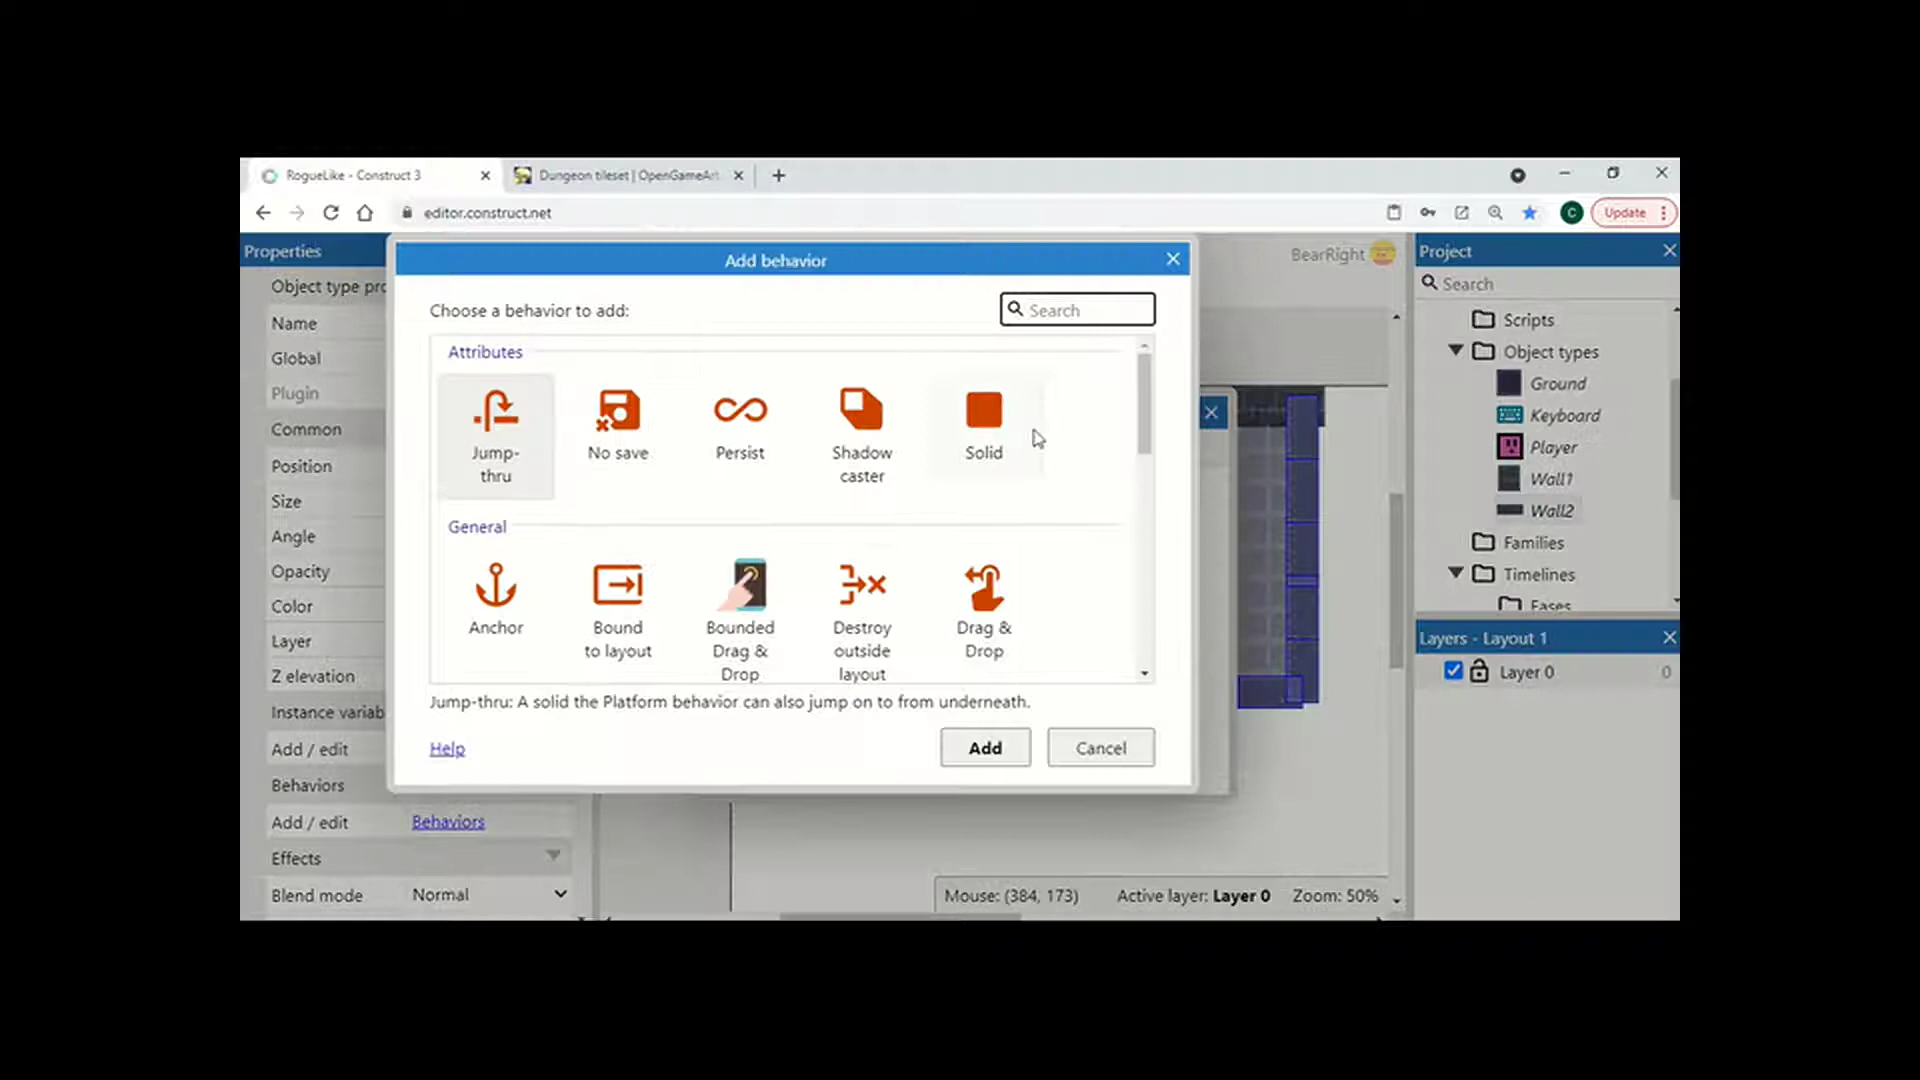 RogueLike - Construct 3
Dungeon tileset | OpenGameArt
editor.construct.net
C
Update
Properties
Object type pro
Name
Global
Plugin
Common
Position
Size
Angle
Opacity
Color
Layer
Z elevation
Instance variab
Add / edit
Behaviors
Add / edit
Behaviors
Effects
Blend mode
Normal
Add behavior
Choose a behavior to add:
Search
Attributes
Jump-
thru
No save
Persist
Shadow
caster
Solid
General
Anchor
Bound
to layout
Bounded
Drag &
Drop
Destroy
outside
layout
Drag &
Drop
Jump-thru: A solid the Platform behavior can also jump on to from underneath.
Help
Add
Cancel
BearRight
Mouse: (384, 173)
Active layer: Layer 0
Zoom: 50%
Project
Search
Scripts
Object types
Ground
Keyboard
Player
Wall1
Wall2
Families
Timelines
Eases
Layers - Layout 1
Layer 0
0